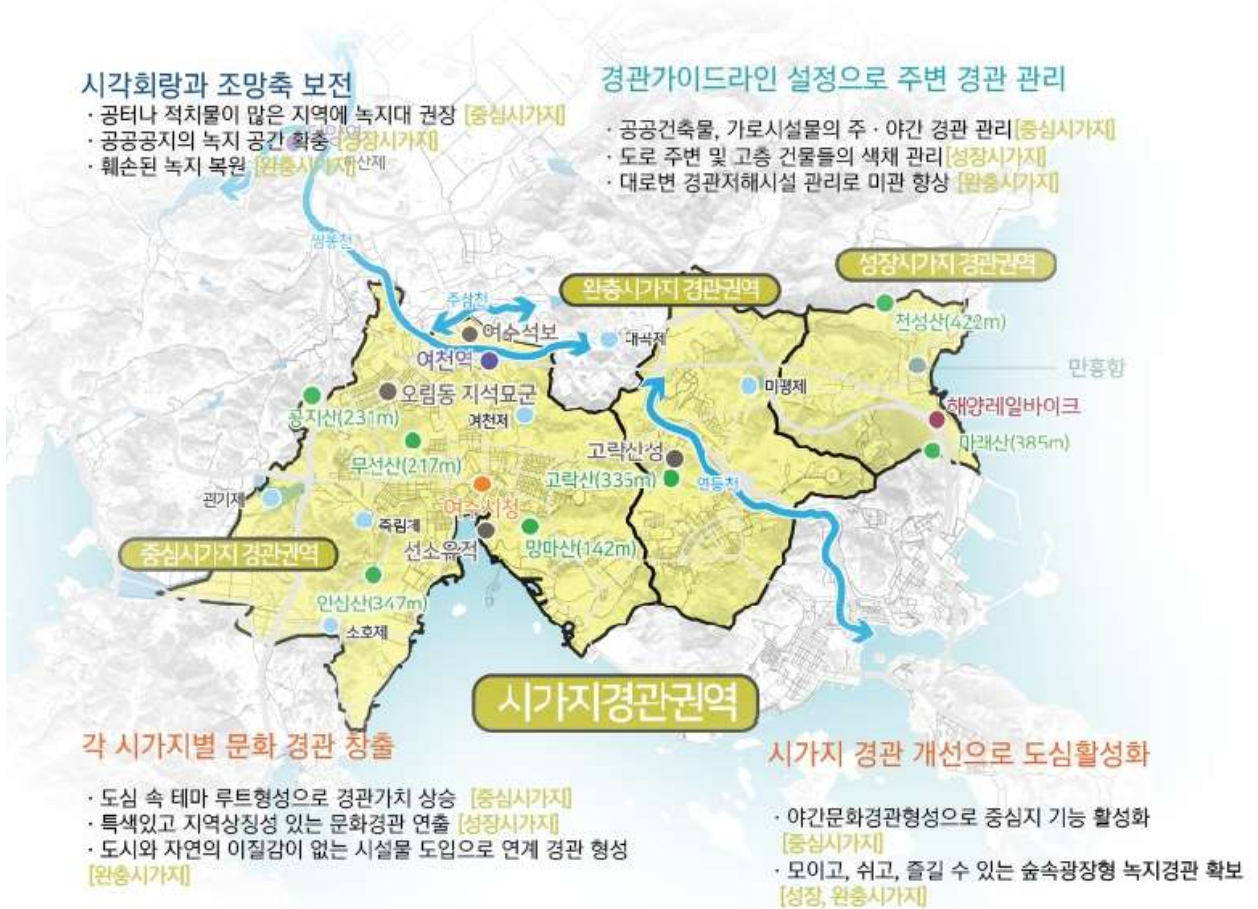 시각회랑과 조망축 보전
· 공터나 적치물이 많은 지역에 녹지대 권장 [중심시가지]
· 공공공지의 녹지 공간 확충 [성장시가지]
· 훼손된 녹지 복원 [완충시가지]
경관가이드라인 설정으로 주변 경관 관리
· 공공건축물, 가로시설물의 주 · 야간 경관 관리[중심시가지]
· 도로 주변 및 고층 건물들의 색채 관리[성장시가지]
· 대로변 경관저해시설 관리로 미관 향상 [완충시가지]
쌍봉천
성장시가지 경관권역
완충시가지 경관권역
주삼천
천성산(422m)
여수석보
대곡제
여천역
만흥항
오림동 지석묘군
미평제
공지산(231m)
여천제
해양레일바이크
마래산(385m)
무선산(217m)
고락산성
고락산(335m)
연등천
관기제
여수시청
죽림제
선소유적
망마산(142m)
중심시가지 경관권역
안심산(347m)
소호제
시가지경관권역
각 시가지별 문화 경관 창출
· 도심 속 테마 루트형성으로 경관가치 상승 [중심시가지]
· 특색있고 지역상징성 있는 문화경관 연출 [성장시가지]
· 도시와 자연의 이질감이 없는 시설물 도입으로 연계 경관 형성
[완충시가지]
시가지 경관 개선으로 도심활성화
· 야간문화경관형성으로 중심지 기능 활성화
[중심시가지]
· 모이고, 쉬고, 즐길 수 있는 숲속광장형 녹지경관 확보
[성장, 완충시가지]